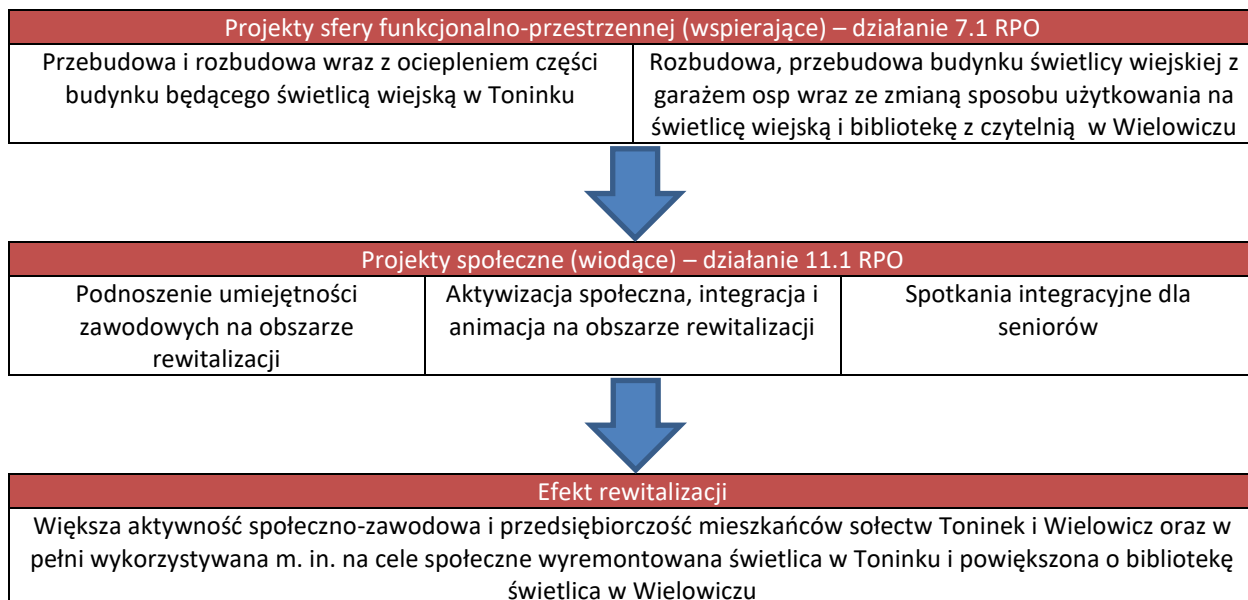 Projekty sfery funkcjonalno-przestrzennej (wspierające) – działanie 7.1 RPO
Przebudowa i rozbudowa wraz z ociepleniem części
budynku będącego świetlicą wiejską w Toninku
Rozbudowa, przebudowa budynku świetlicy wiejskiej z
garażem osp wraz ze zmianą sposobu użytkowania na
świetlicę wiejską i bibliotekę z czytelnią w Wielowiczu
Projekty społeczne (wiodące) – działanie 11.1 RPO
Podnoszenie umiejętności
zawodowych na obszarze
rewitalizacji
Aktywizacja społeczna, integracja i
animacja na obszarze rewitalizacji
Spotkania integracyjne dla
seniorów
Efekt rewitalizacji
Większa aktywność społeczno-zawodowa i przedsiębiorczość mieszkańców sołectw Toninek i Wielowicz oraz w
pełni wykorzystywana m. in. na cele społeczne wyremontowana świetlica w Toninku i powiększona o bibliotekę
świetlica w Wielowiczu